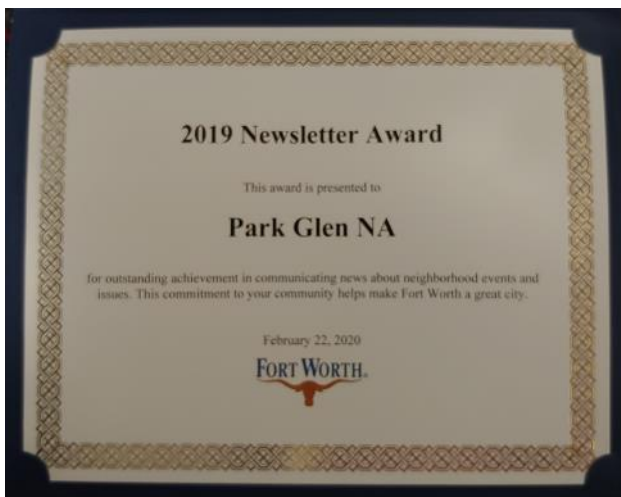 2019 Newsletter Award
This award is presented to
Park Glen NA
for outstanding achievement in communicating news about neighborhood events and
issues. This commitment to your community helps make Fort Worth a great city.
February 22, 2020
FORT WORTH®